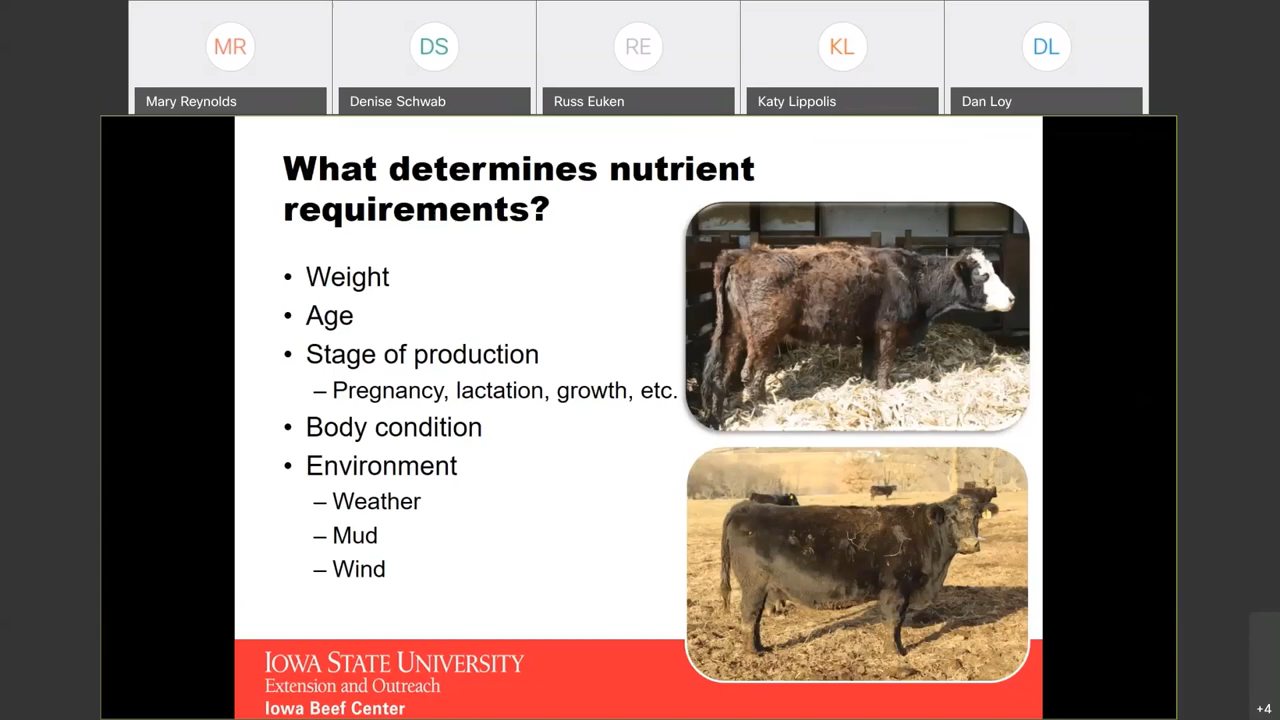 MR
DS
RE
KL
DL
Mary Reynolds
Denise Schwab
Russ Euken
Katy Lippolis
Dan Loy
What determines nutrient
requirements?
• Weight
• Age
• Stage of production
– Pregnancy, lactation, growth, etc.
• Body condition
• Environment
– Weather
– Mud
– Wind
IOWA STATE UNIVERSITY
Extension and Outreach
Iowa Beef Center
+4